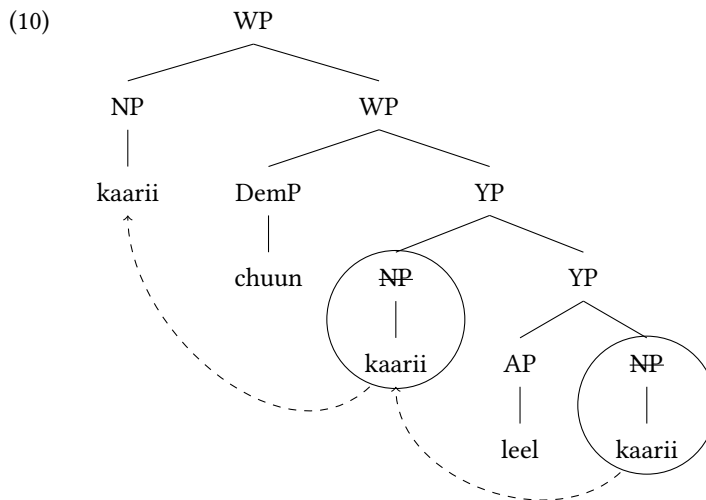 (10) WP
NP WP
kaarii DemP YP
chuun NP YP
kaarii AP NP
leel kaarii